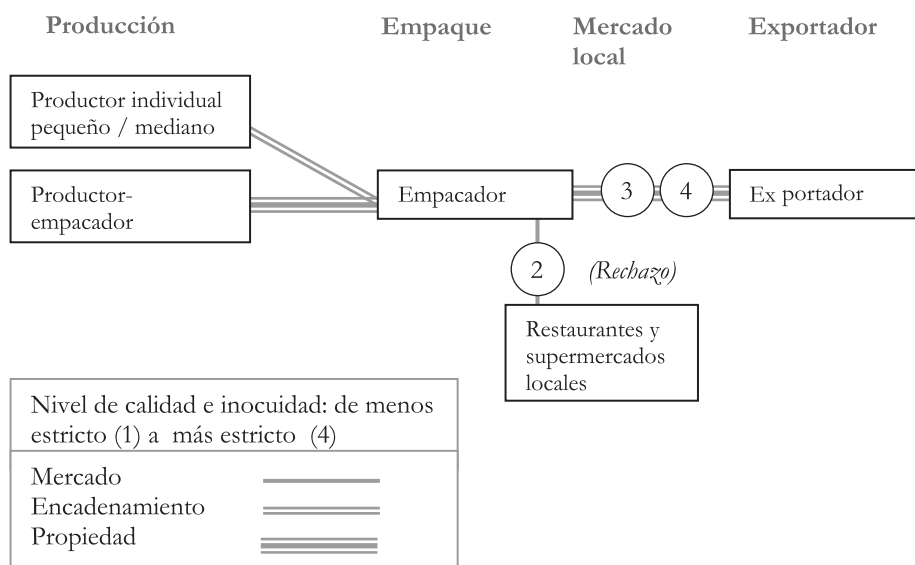 Producción
Empaque
Mercado
local
Exportador
Productor individual
pequeño / mediano
Productor-
empacador
Empacador
3
4
Ex portador
2
(Rechazo)
Restaurantes y
supermercados
locales
Nivel de calidad e inocuidad: de menos
estricto (1) a más estricto (4)
Mercado
Encadenamiento
Propiedad